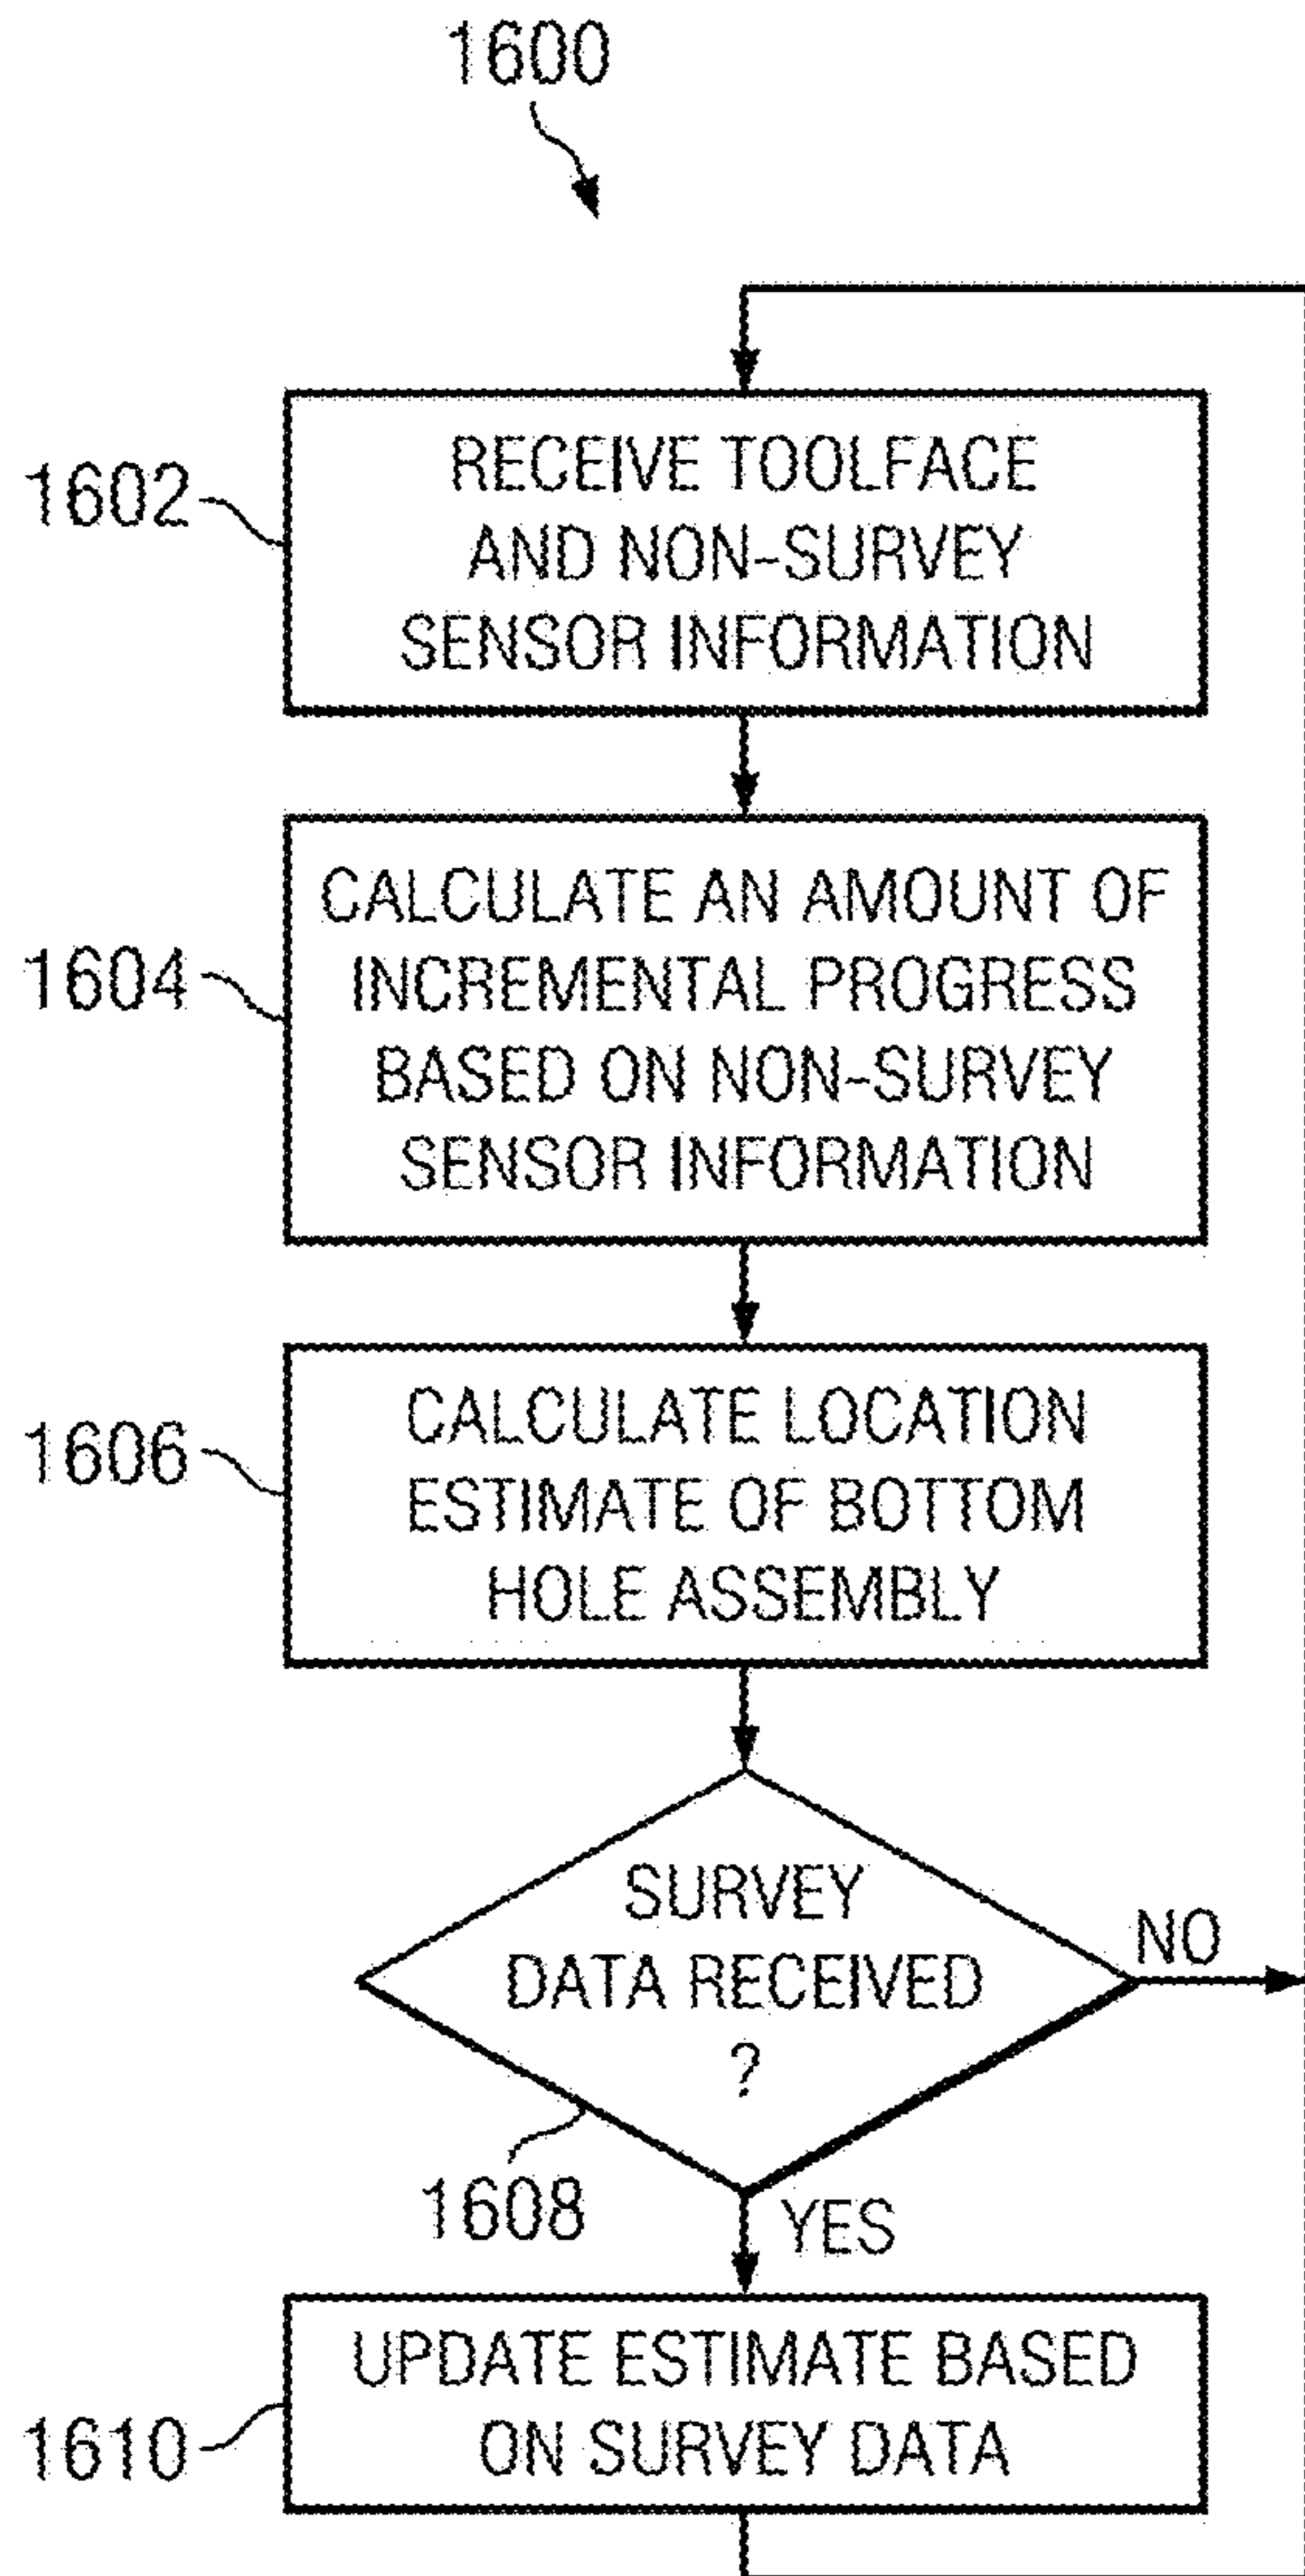 1600
1602
RECEIVE TOOLFACE
AND NON-SURVEY
SENSOR INFORMATION
1604
CALCULATE AN AMOUNT OF
INCREMENTAL PROGRESS
BASED ON NON-SURVEY
SENSOR INFORMATION
1606
CALCULATE LOCATION
ESTIMATE OF BOTTOM
HOLE ASSEMBLY
SURVEY
DATA RECEIVED
?
NO
1608
YES
1610
UPDATE ESTIMATE BASED
ON SURVEY DATA